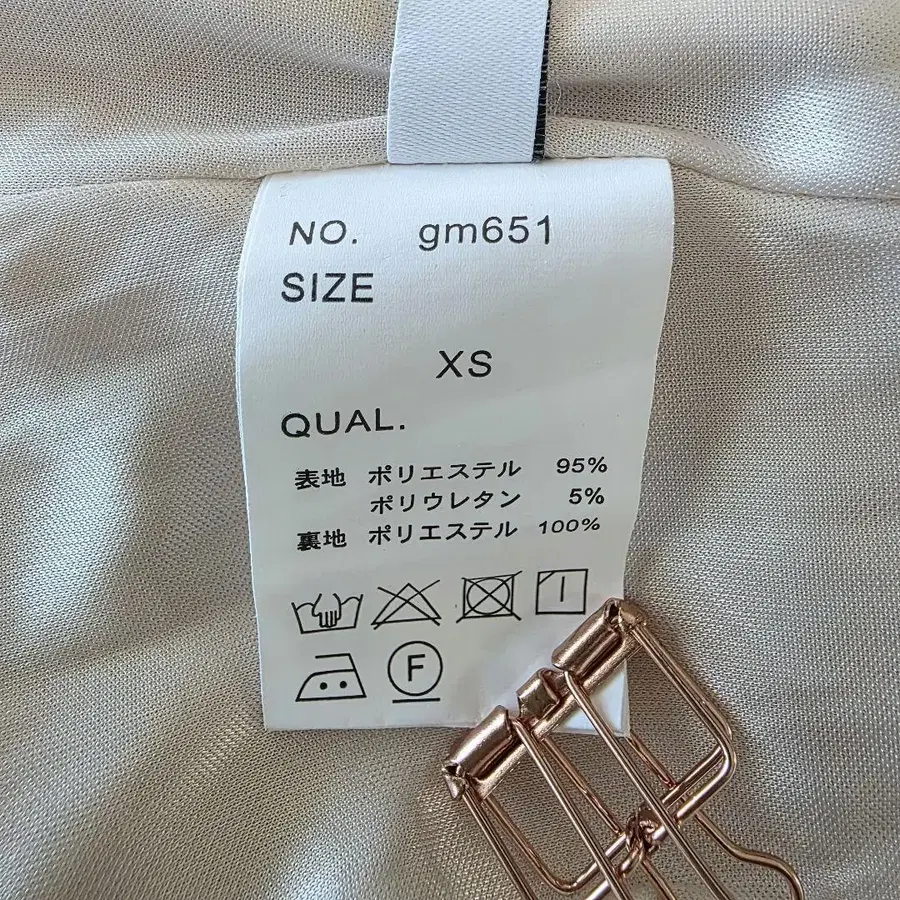 NO. gm651
SIZE
XS
QUAL.
表地 ポリエステル 95%
ポリウレタン 5%
裏地 ポリエステル 100%
F